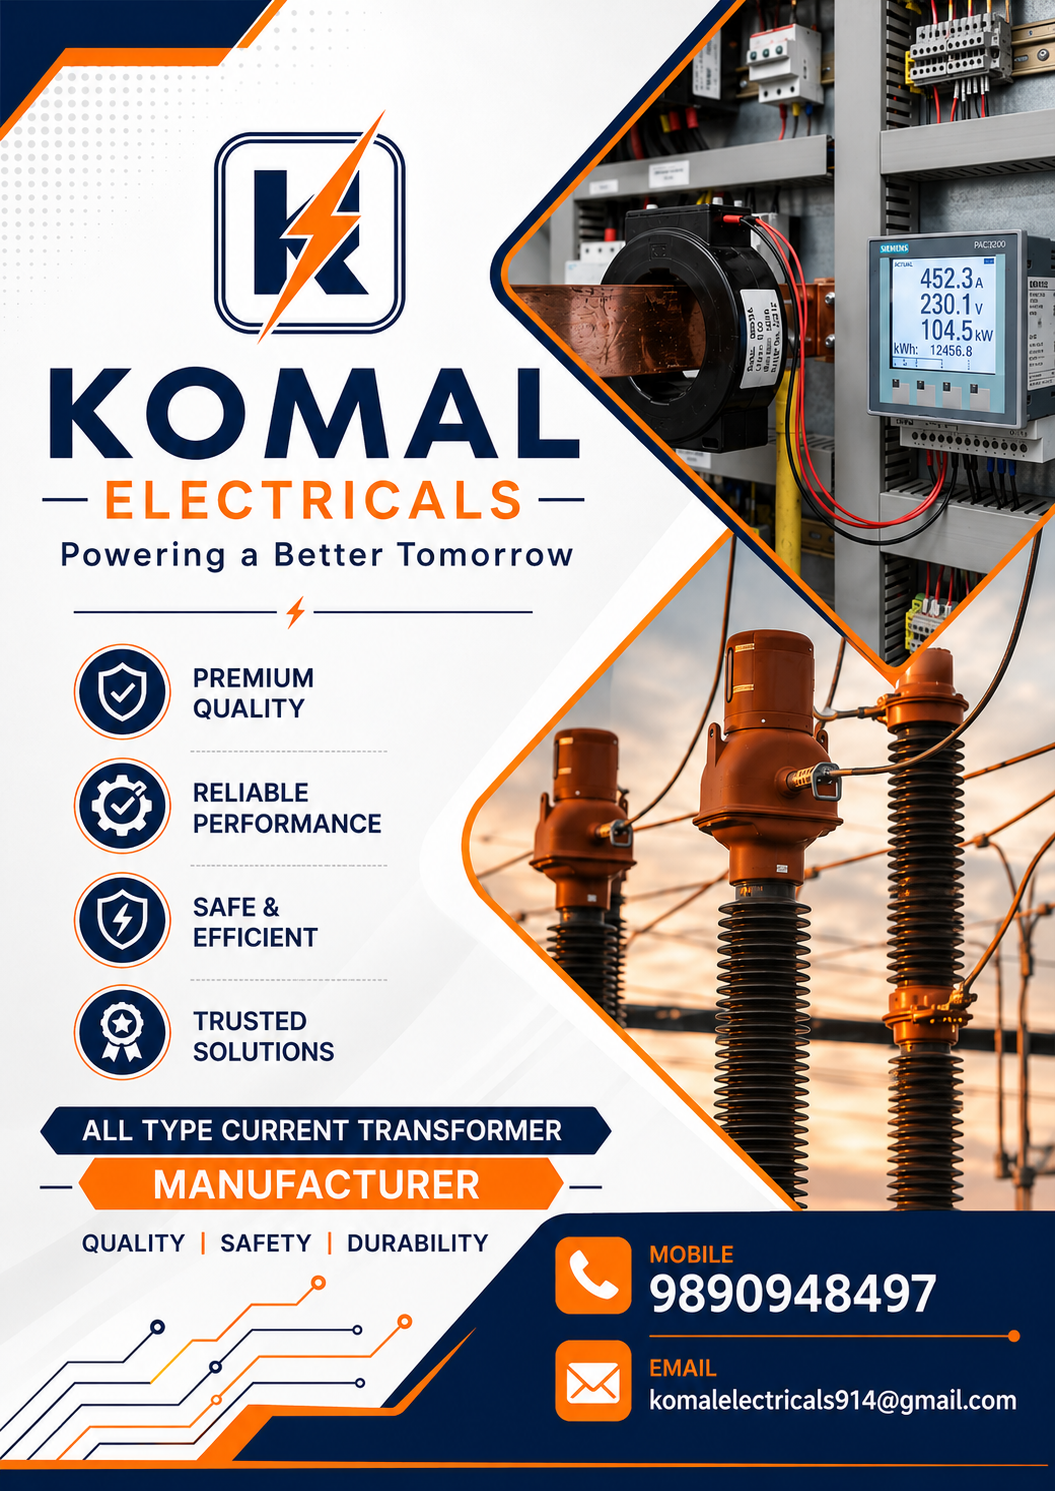 K
KOMAL
ELECTRICALS
Powering a Better Tomorrow
PREMIUM
QUALITY
RELIABLE
PERFORMANCE
SAFE &
EFFICIENT
TRUSTED
SOLUTIONS
ALL TYPE CURRENT TRANSFORMER
MANUFACTURER
QUALITY | SAFETY | DURABILITY
SIEMENS
PAC3200
ACTUAL
452.3 A
230.1 V
104.5 kW
kWh: 12456.8
MOBILE
9890948497
EMAIL
komalelectricals914@gmail.com